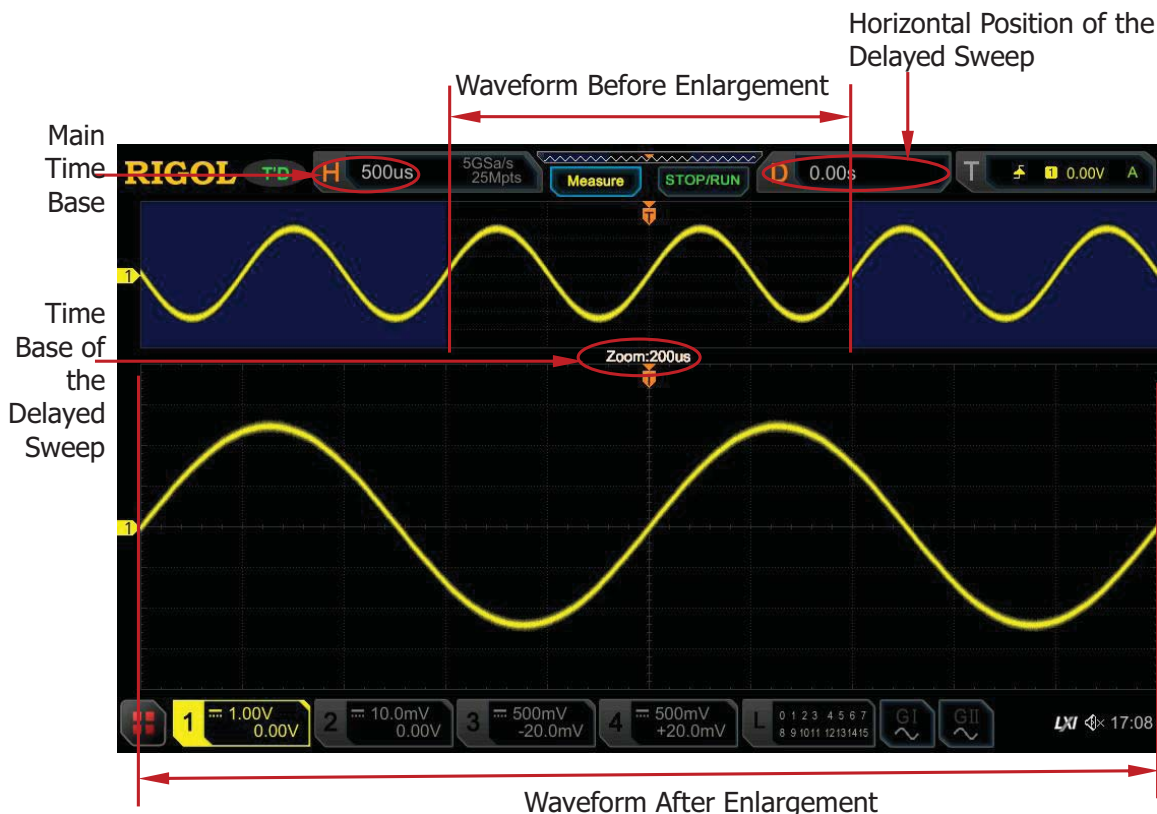 Horizontal Position of the
Delayed Sweep
Waveform Before Enlargement
Main
Time
Base
RIGOL T'D H 500us 5GSa/s
25Mpts
Measure STOP/RUN D 0.00s T 1 0.00V A
T
1
Time
Base of
the
Delayed
Sweep
Zoom:200us
T
1
1 1.00V
0.00V
2 10.0mV
0.00V
3 500mV
-20.0mV
4 500mV
+20.0mV
L 0 1 2 3 4 5 6 7
8 9 10 11 12 13 14 15
GI GII
LXI 17:08
Waveform After Enlargement